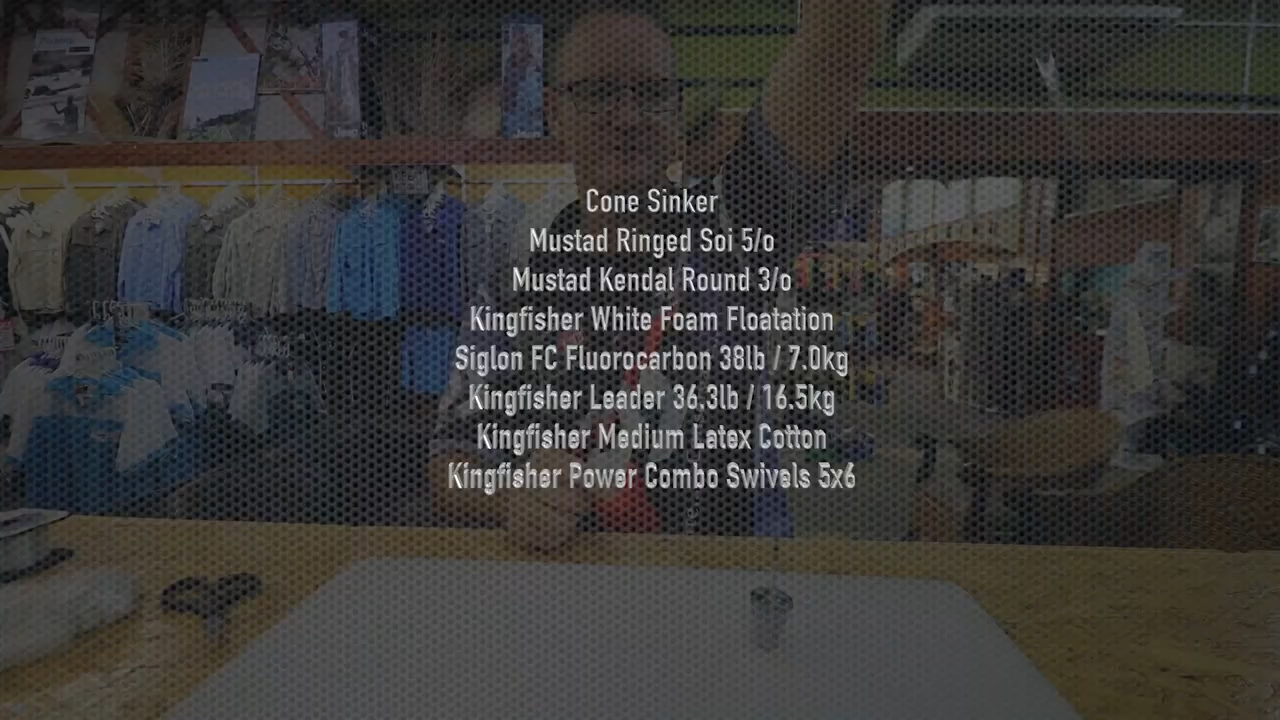 Cone Sinker
Mustad Ringed Soi 5/o
Mustad Kendal Round 3/o
Kingfisher White Foam Floatation
Siglon FC Fluorocarbon 38lb / 7.0kg
Kingfisher Leader 36.3lb / 16.5kg
Kingfisher Medium Latex Cotton
Kingfisher Power Combo Swivels 5x6